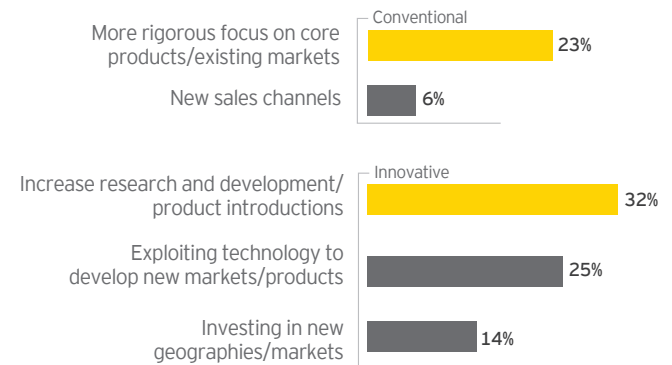 Conventional
More rigorous focus on core
products/existing markets
23%
New sales channels
6%
Innovative
Increase research and development/
product introductions
32%
Exploiting technology to
develop new markets/products
25%
Investing in new
geographies/markets
14%